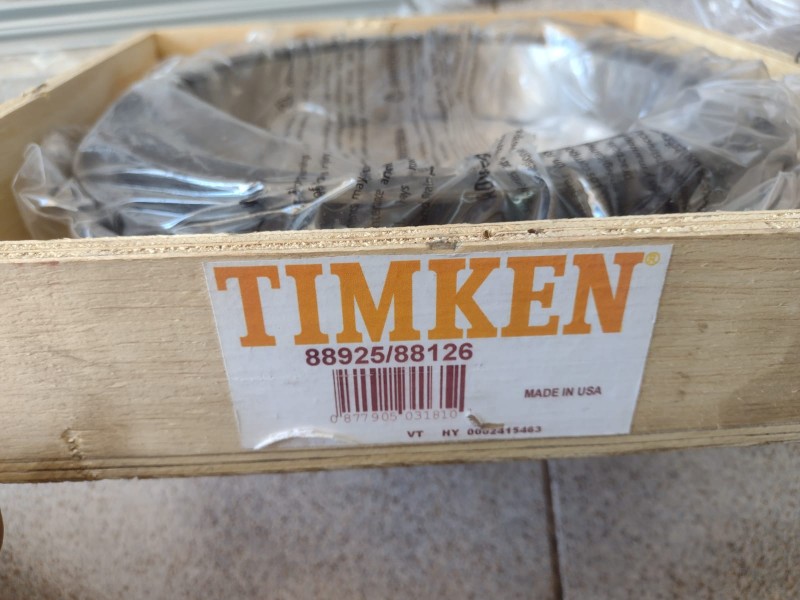 TIMKEN®
88925/88126
MADE IN USA
0 877905 031810
VT HY 0002415463